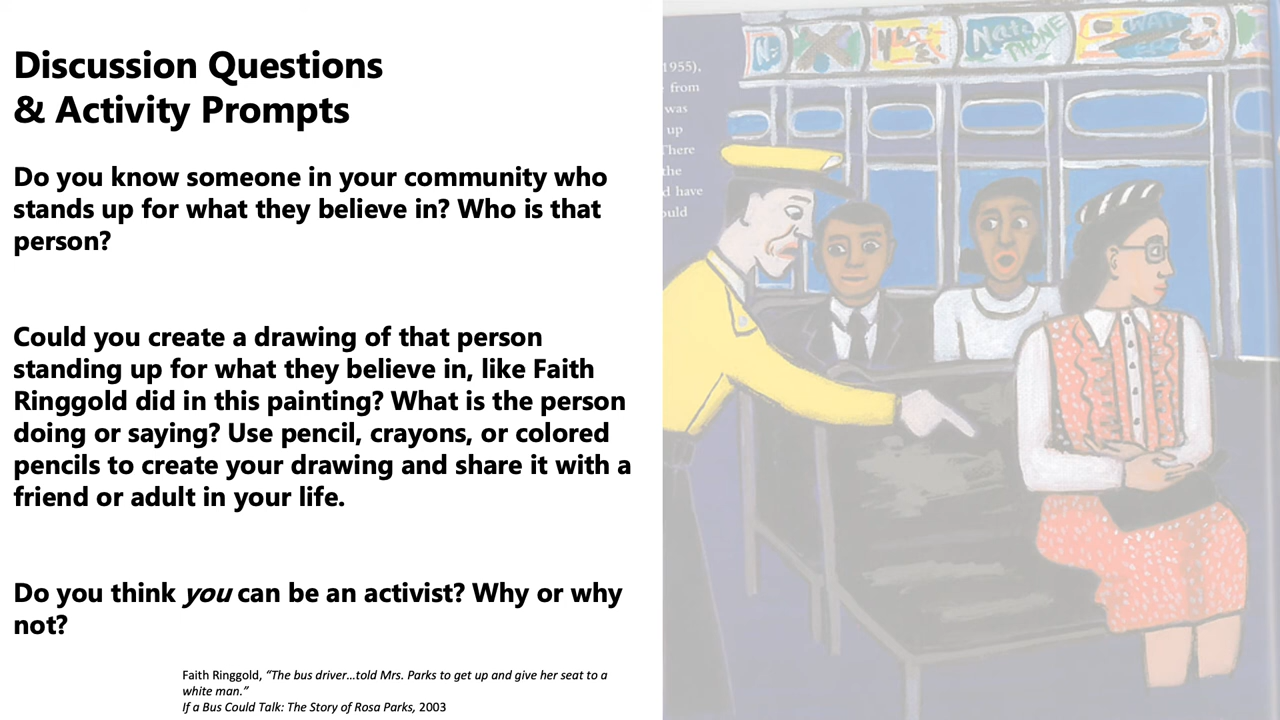 Discussion Questions
& Activity Prompts
Do you know someone in your community who
stands up for what they believe in? Who is that
person?
Could you create a drawing of that person
standing up for what they believe in, like Faith
Ringgold did in this painting? What is the person
doing or saying? Use pencil, crayons, or colored
pencils to create your drawing and share it with a
friend or adult in your life.
Do you think you can be an activist? Why or why
not?
Faith Ringgold, “The bus driver...told Mrs. Parks to get up and give her seat to a
white man.”
If a Bus Could Talk: The Story of Rosa Parks, 2003
1955),
from
was
up
There
the
d have
ould
PHONE